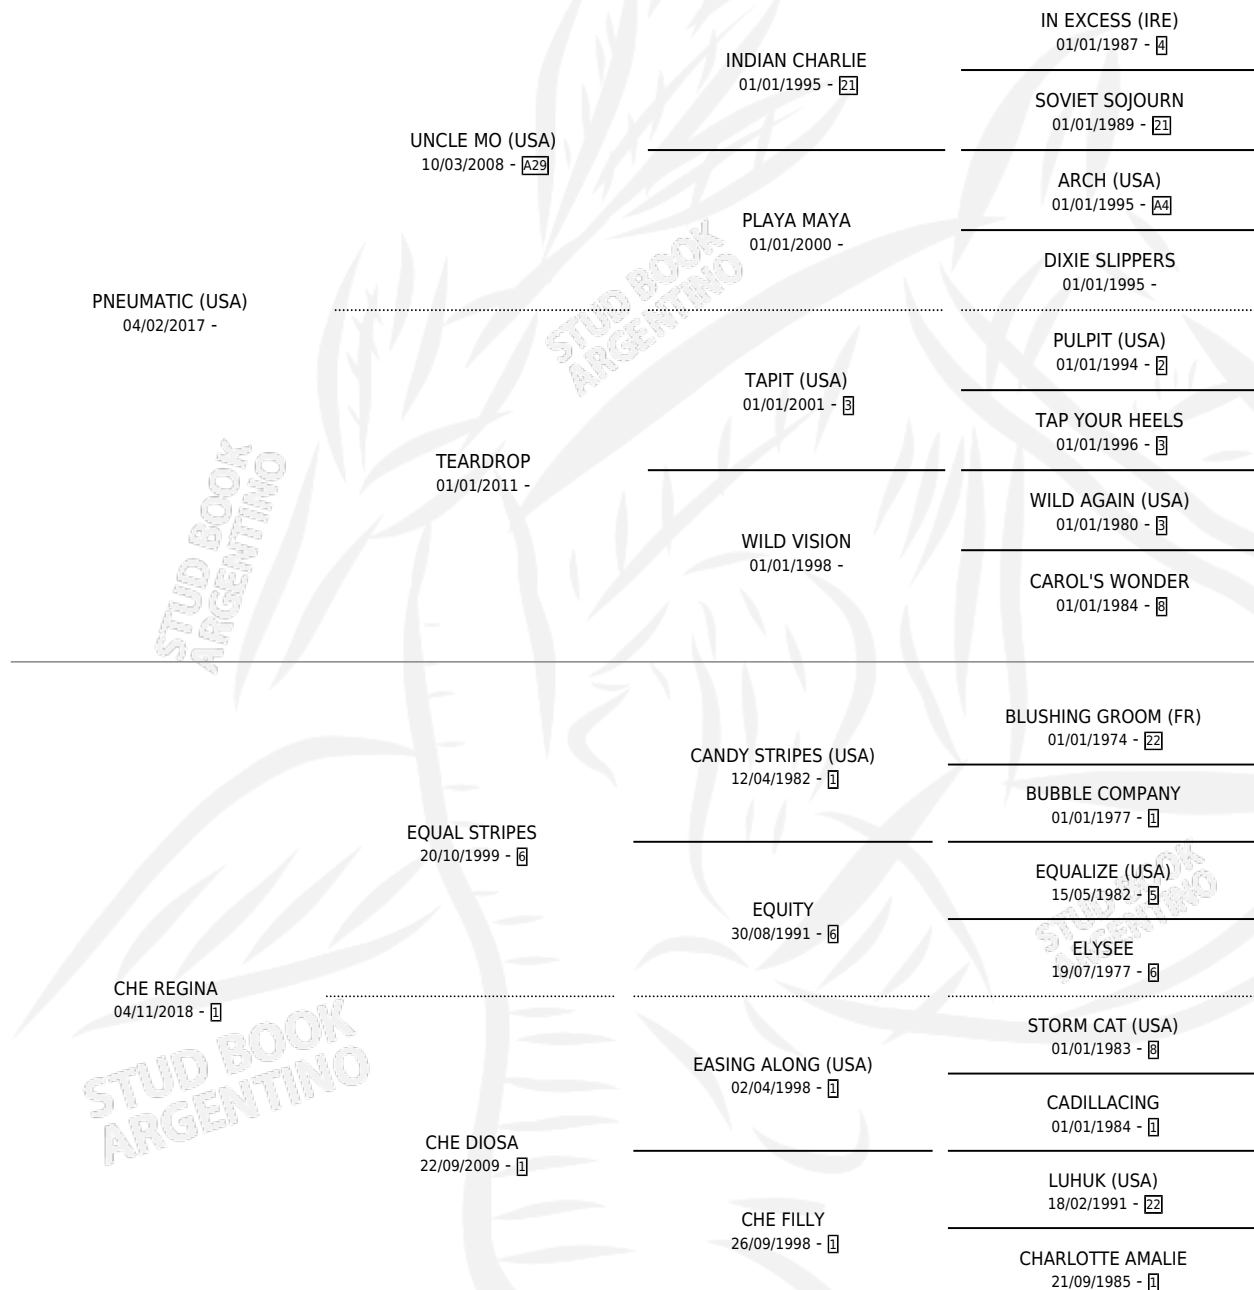 IN EXCESS (IRE)
01/01/1987 - 4
INDIAN CHARLIE
01/01/1995 - 21
SOVIET SOJOURN
01/01/1989 - 21
UNCLE MO (USA)
10/03/2008 - A29
ARCH (USA)
01/01/1995 - A4
PLAYA MAYA
01/01/2000 -
DIXIE SLIPPERS
01/01/1995 -
PNEUMATIC (USA)
04/02/2017 -
PULPIT (USA)
01/01/1994 - 2
TAPIT (USA)
01/01/2001 - 3
TAP YOUR HEELS
01/01/1996 - 3
TEARDROP
01/01/2011 -
WILD AGAIN (USA)
01/01/1980 - 3
WILD VISION
01/01/1998 -
CAROL'S WONDER
01/01/1984 - 8
BLUSHING GROOM (FR)
01/01/1974 - 22
CANDY STRIPES (USA)
12/04/1982 - 1
BUBBLE COMPANY
01/01/1977 - 1
EQUAL STRIPES
20/10/1999 - 6
EQUALIZE (USA)
15/05/1982 - 5
EQUITY
30/08/1991 - 6
ELYSEE
19/07/1977 - 6
CHE REGINA
04/11/2018 - 1
STORM CAT (USA)
01/01/1983 - 8
EASING ALONG (USA)
02/04/1998 - 1
CADILLACING
01/01/1984 - 1
CHE DIOSA
22/09/2009 - 1
LUHUK (USA)
18/02/1991 - 22
CHE FILLY
26/09/1998 - 1
CHARLOTTE AMALIE
21/09/1985 - 1
STUD BOOK
ARGENTINO
STUD BOOK
ARGENTINO
STUD BOOK
ARGENTINO
STUD BOOK
ARGENTINO